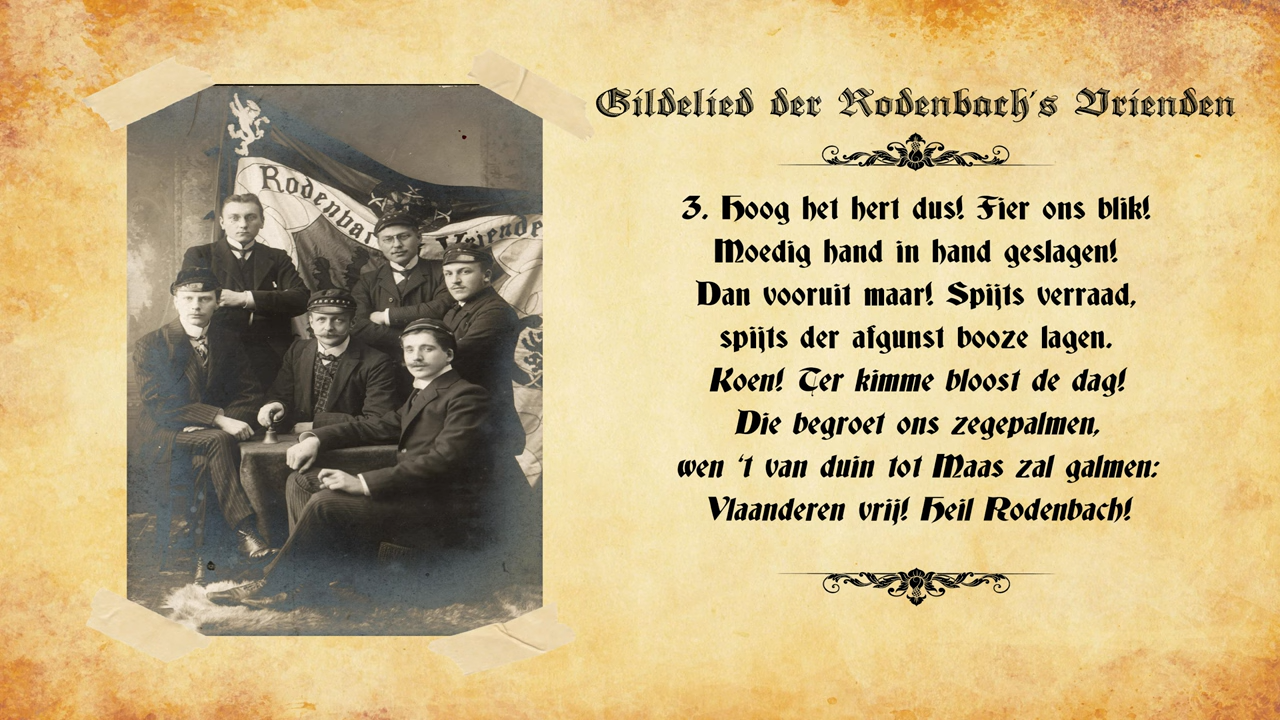 Gildelied der Rodenbach's Vrienden
3. Hoog het hert dus! Fier ons blik!
Moedig hand in hand geslagen!
Dan vooruit maar! Spijts verraad,
spijts der afgunst booze lagen.
Koen! Ter kimme bloost de dag!
Die begroet ons zegepalmen,
wen 't van duin tot Maas zal galmen:
Vlaanderen vrij! Heil Rodenbach!
Rodenbac
Vriende